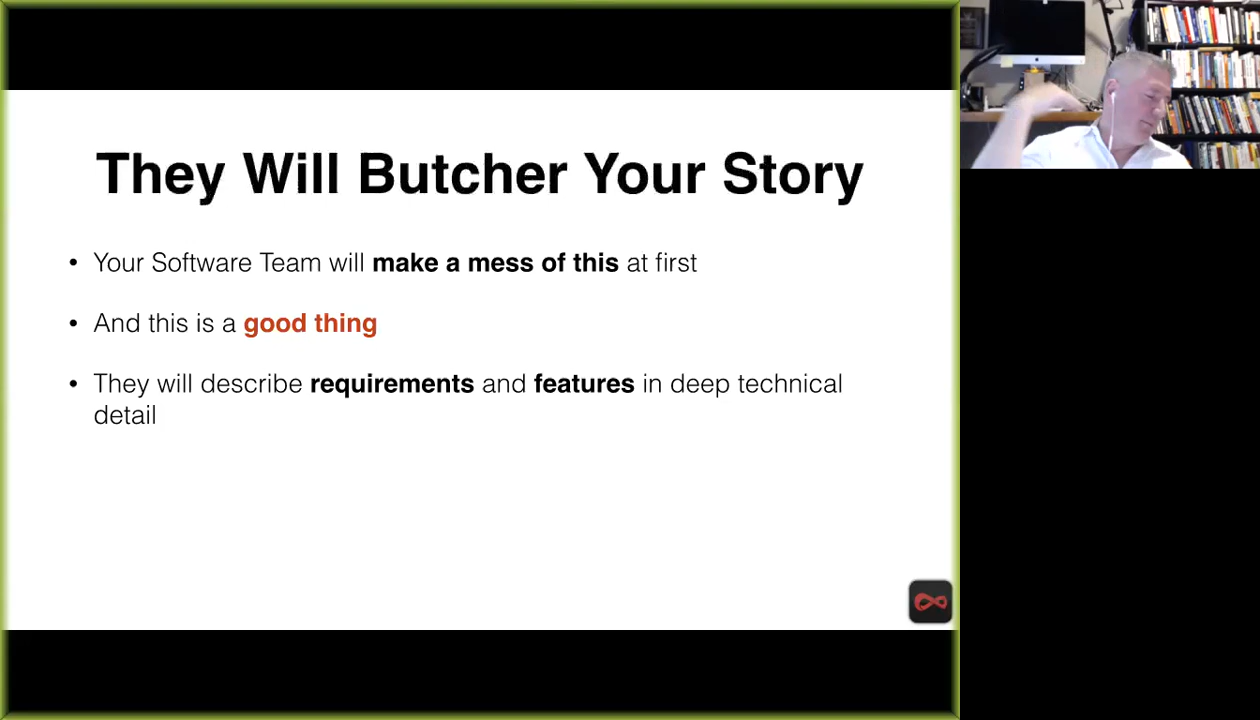 They Will Butcher Your Story
• Your Software Team will make a mess of this at first
• And this is a good thing
• They will describe requirements and features in deep technical
detail